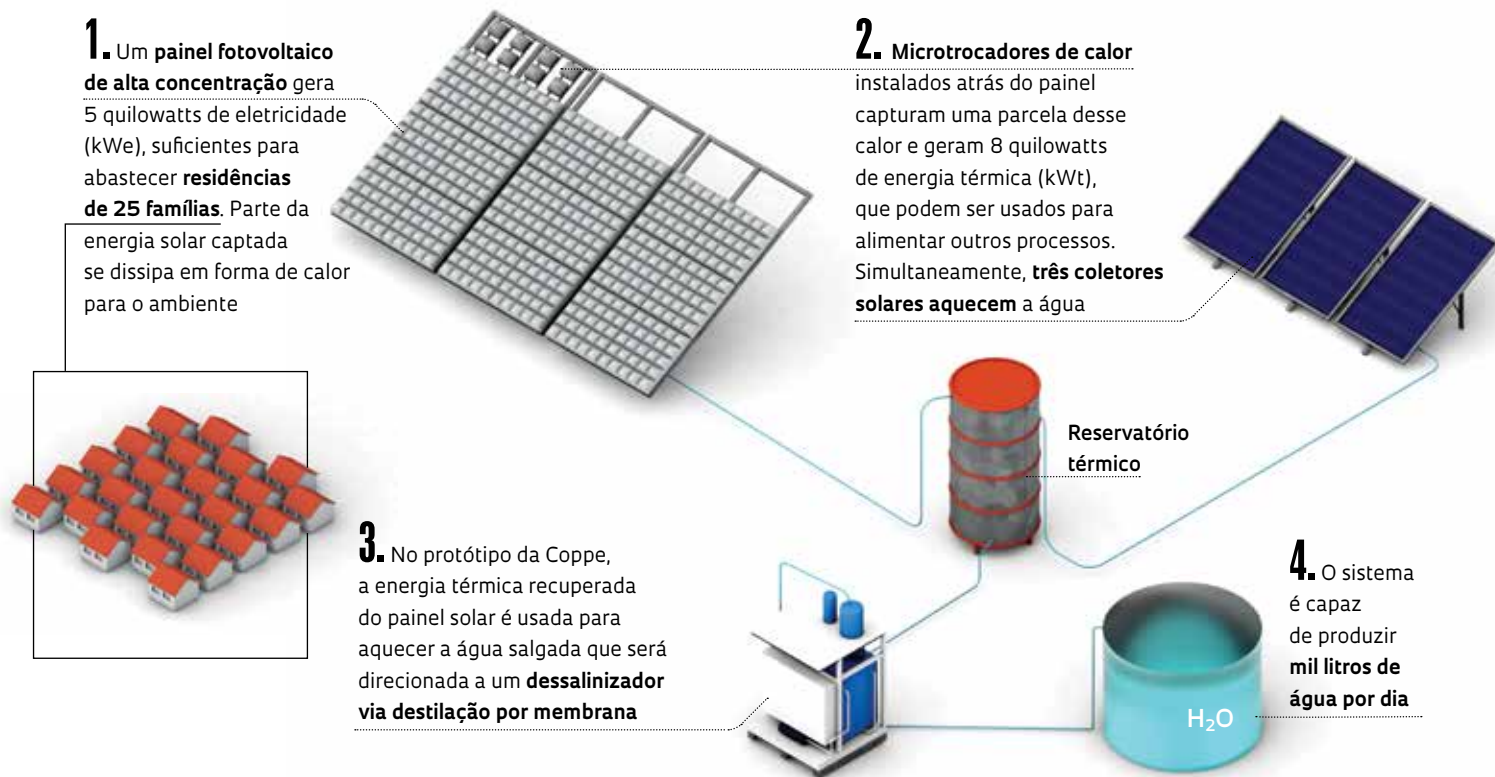 1. Um painel fotovoltaico
de alta concentração gera
5 quilowatts de eletricidade
(kWe), suficientes para
abastecer residências
de 25 famílias. Parte da
energia solar captada
se dissipa em forma de calor
para o ambiente
2. Microtrocadores de calor
instalados atrás do painel
capturam uma parcela desse
calor e geram 8 quilowatts
de energia térmica (kWt),
que podem ser usados para
alimentar outros processos.
Simultaneamente, três coletores
solares aquecem a água
Reservatório
térmico
3. No protótipo da Coppe,
a energia térmica recuperada
do painel solar é usada para
aquecer a água salgada que será
direcionada a um dessalinizador
via destilação por membrana
4. O sistema
é capaz
de produzir
mil litros de
água por dia
H₂O